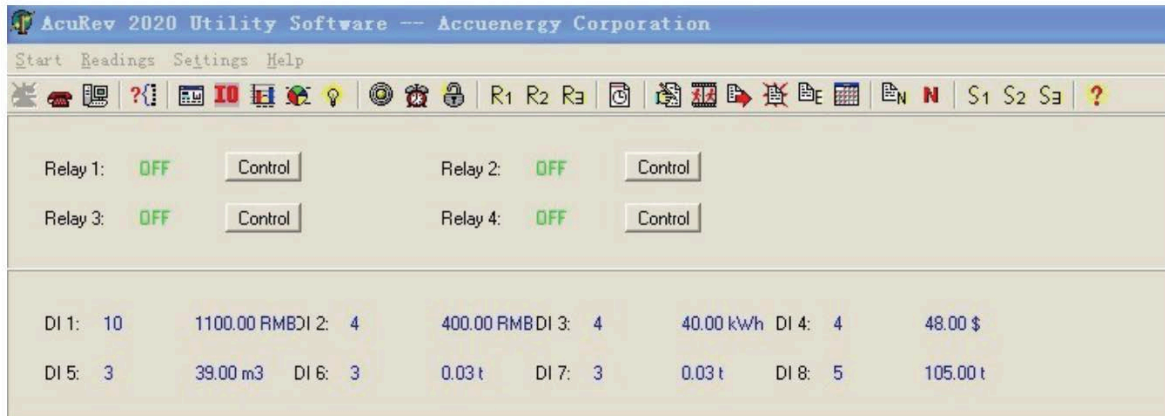 AcuRev 2020 Utility Software -- Accuenergy Corporation
Start Readings Settings Help
?{} IO R1 R2 R3 E N N S1 S2 S3 ?
Relay 1: OFF Control Relay 2: OFF Control
Relay 3: OFF Control Relay 4: OFF Control
DI 1: 10 1100.00 RMB DI 2: 4 400.00 RMB DI 3: 4 40.00 kWh DI 4: 4 48.00 $
DI 5: 3 39.00 m3 DI 6: 3 0.03 t DI 7: 3 0.03 t DI 8: 5 105.00 t